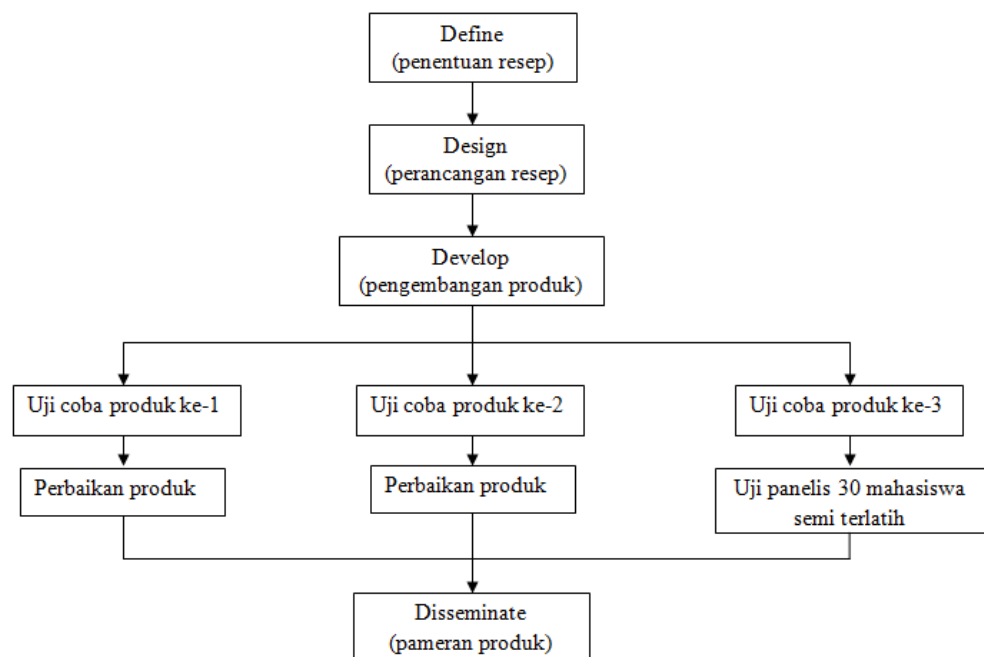 Define
(penentuan resep)
Design
(perancangan resep)
Develop
(pengembangan produk)
Uji coba produk ke-1
Uji coba produk ke-2
Uji coba produk ke-3
Perbaikan produk
Perbaikan produk
Uji panelis 30 mahasiswa
semi terlatih
Disseminate
(pameran produk)